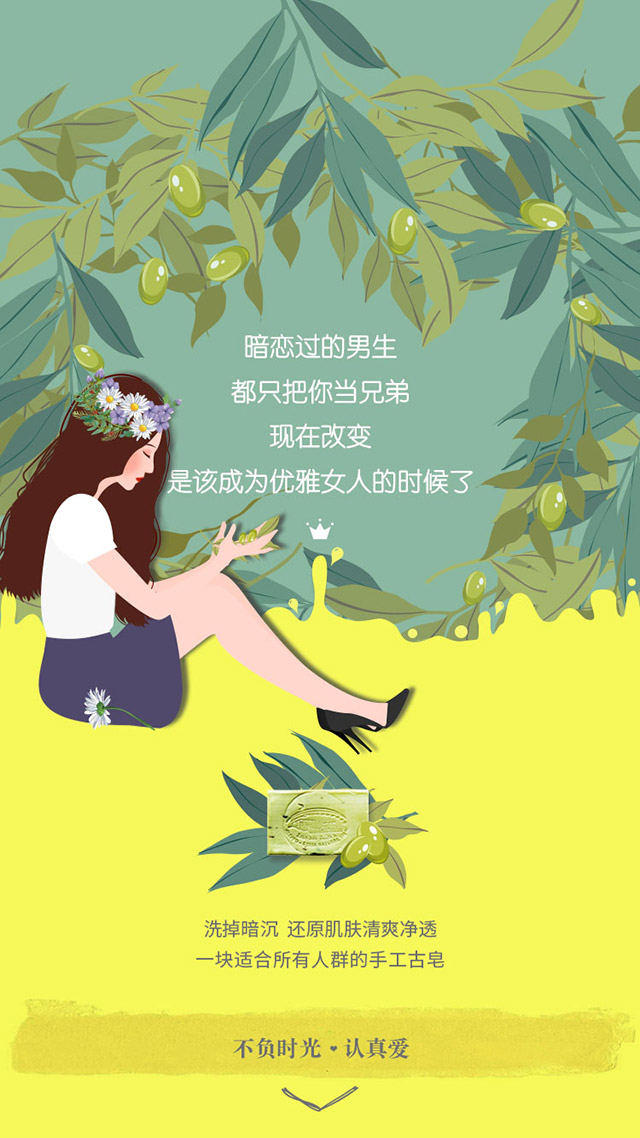 暗恋过的男生
都只把你当兄弟
现在改变
是该成为优雅女人的时候了
洗掉暗沉 还原肌肤清爽净透
一块适合所有人群的手工古皂
不负时光·认真爱